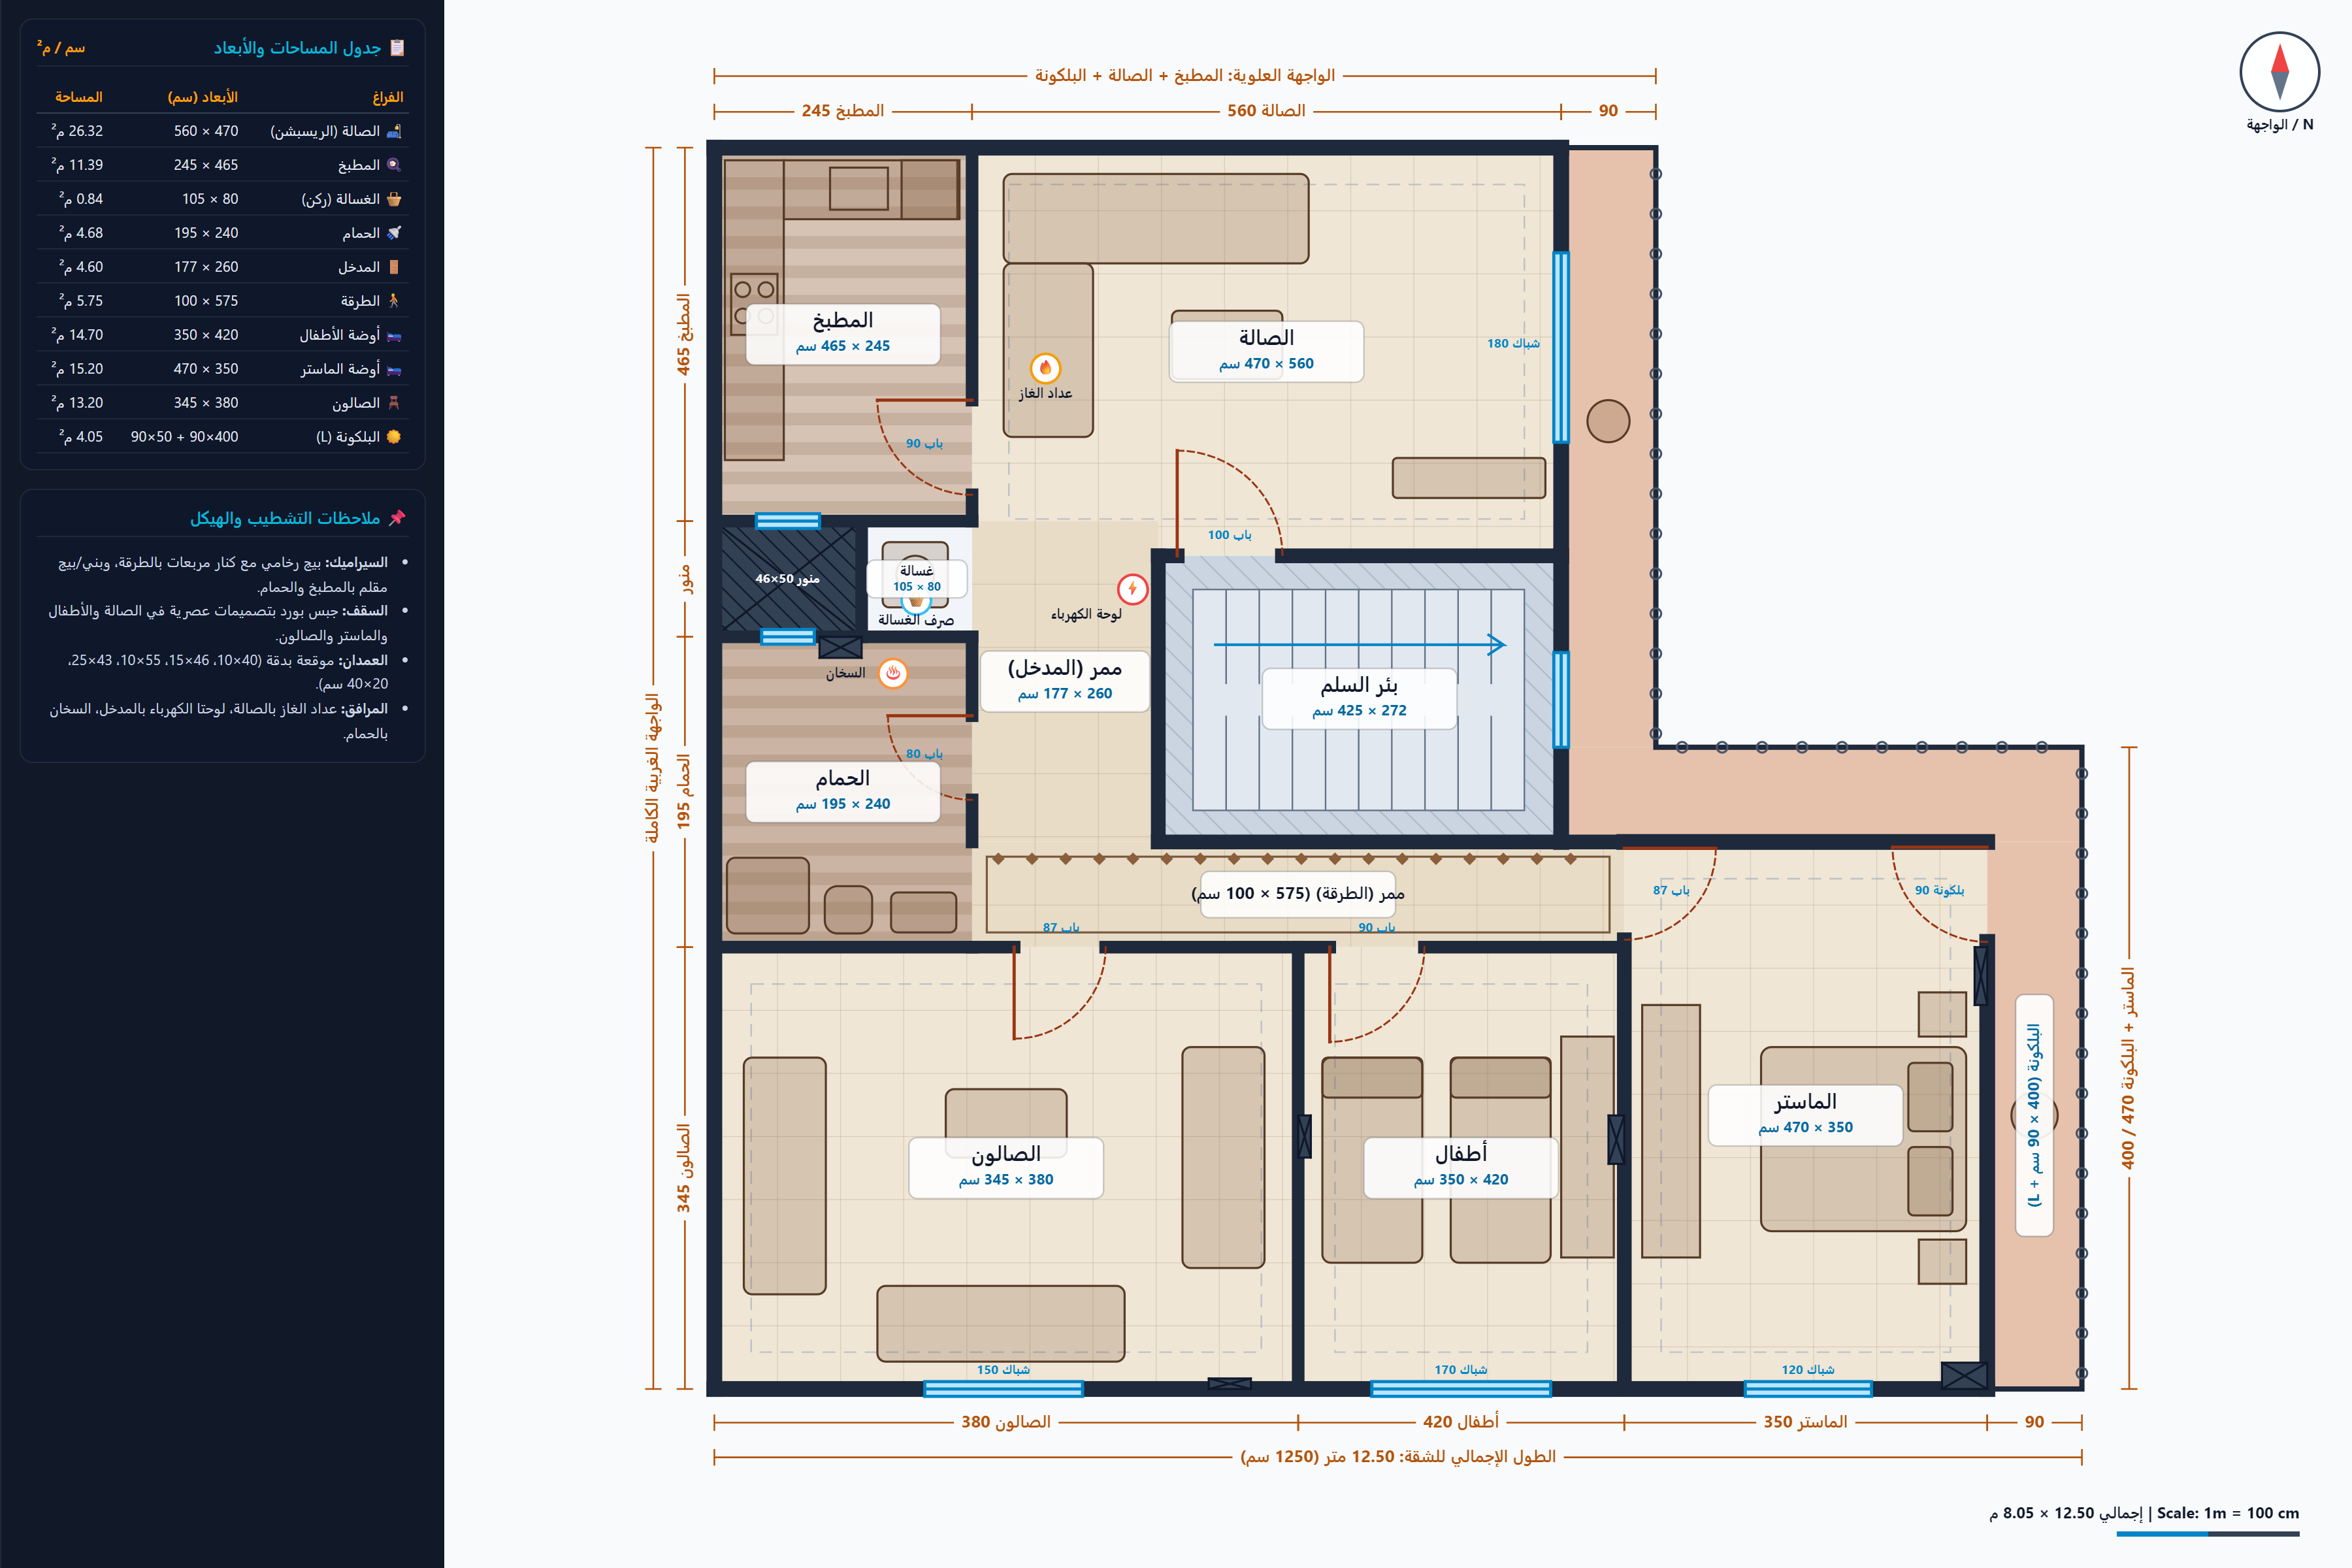 📋 جدول المساحات والأبعاد
سم / م²
الفراغ الأبعاد (سم) المساحة
🛋️ الصالة (الريسبشن) 560 × 470 26.32 م²
🍳 المطبخ 245 × 465 11.39 م²
🧺 الغسالة (ركن) 105 × 80 0.84 م²
🚿 الحمام 195 × 240 4.68 م²
🚪 المدخل 177 × 260 4.60 م²
🚶 الطرقة 100 × 575 5.75 م²
🛏️ أوضة الأطفال 350 × 420 14.70 م²
🛏️ أوضة الماستر 470 × 350 15.20 م²
🪑 الصالون 345 × 380 13.20 م²
☀️ البلكونة (L) 90×50 + 90×400 4.05 م²
📌 ملاحظات التشطيب والهيكل
السيراميك: بيج رخامي مع كنار مربعات بالطرقة، وبني/بيج
مقلم بالمطبخ والحمام.
السقف: جبس بورد بتصميمات عصرية في الصالة والأطفال
والماستر والصالون.
العمدان: موقعة بدقة (40×10، 46×15، 55×10، 43×25،
20×40 سم).
المرافق: عداد الغاز بالصالة، لوحتا الكهرباء بالمدخل، السخان
بالحمام.
N / الواجهة
الواجهة العلوية: المطبخ + الصالة + البلكونة
المطبخ 245
الصالة 560
90
الواجهة الغربية الكاملة
المطبخ 465
منور
الحمام 195
الصالون 345
المطبخ
245 × 465 سم
باب 90
الصالة
560 × 470 سم
شباك 180
عداد الغاز
باب 100
منور 50×46
غسالة
80 × 105
صرف الغسالة
لوحة الكهرباء
السخان
ممر (المدخل)
260 × 177 سم
بئر السلم
272 × 425 سم
باب 80
الحمام
240 × 195 سم
ممر (الطرقة) (575 × 100 سم)
باب 87
باب 90
باب 87
بلكونة 90
الصالون
380 × 345 سم
أطفال
420 × 350 سم
الماستر
350 × 470 سم
البلكونة (400 × 90 سم + L)
الماستر + البلكونة 470 / 400
شباك 150
شباك 170
شباك 120
الصالون 380
أطفال 420
الماستر 350
90
الطول الإجمالي للشقة: 12.50 متر (1250 سم)
Scale: 1m = 100 cm | إجمالي 12.50 × 8.05 م